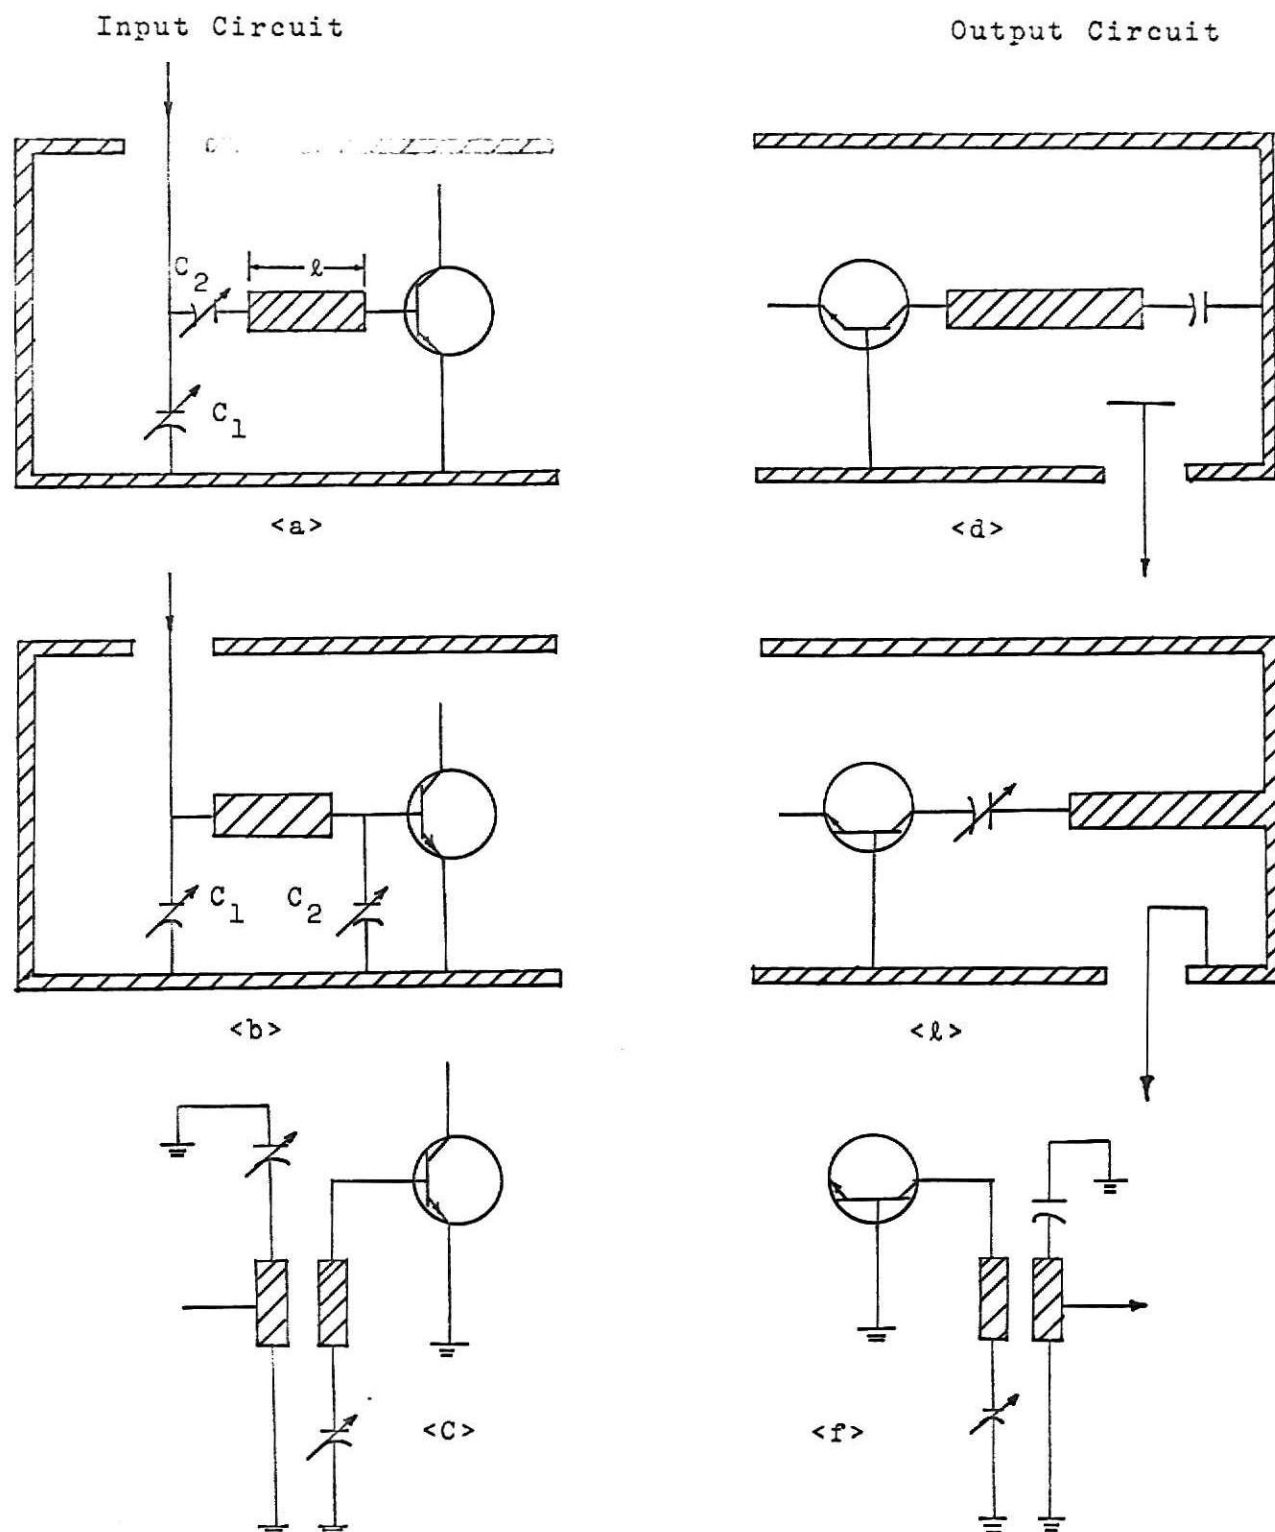 Input Circuit
Output Circuit
C2
ℓ
C1
<a>
<d>
C1
C2
<b>
<ℓ>
<C>
<f>